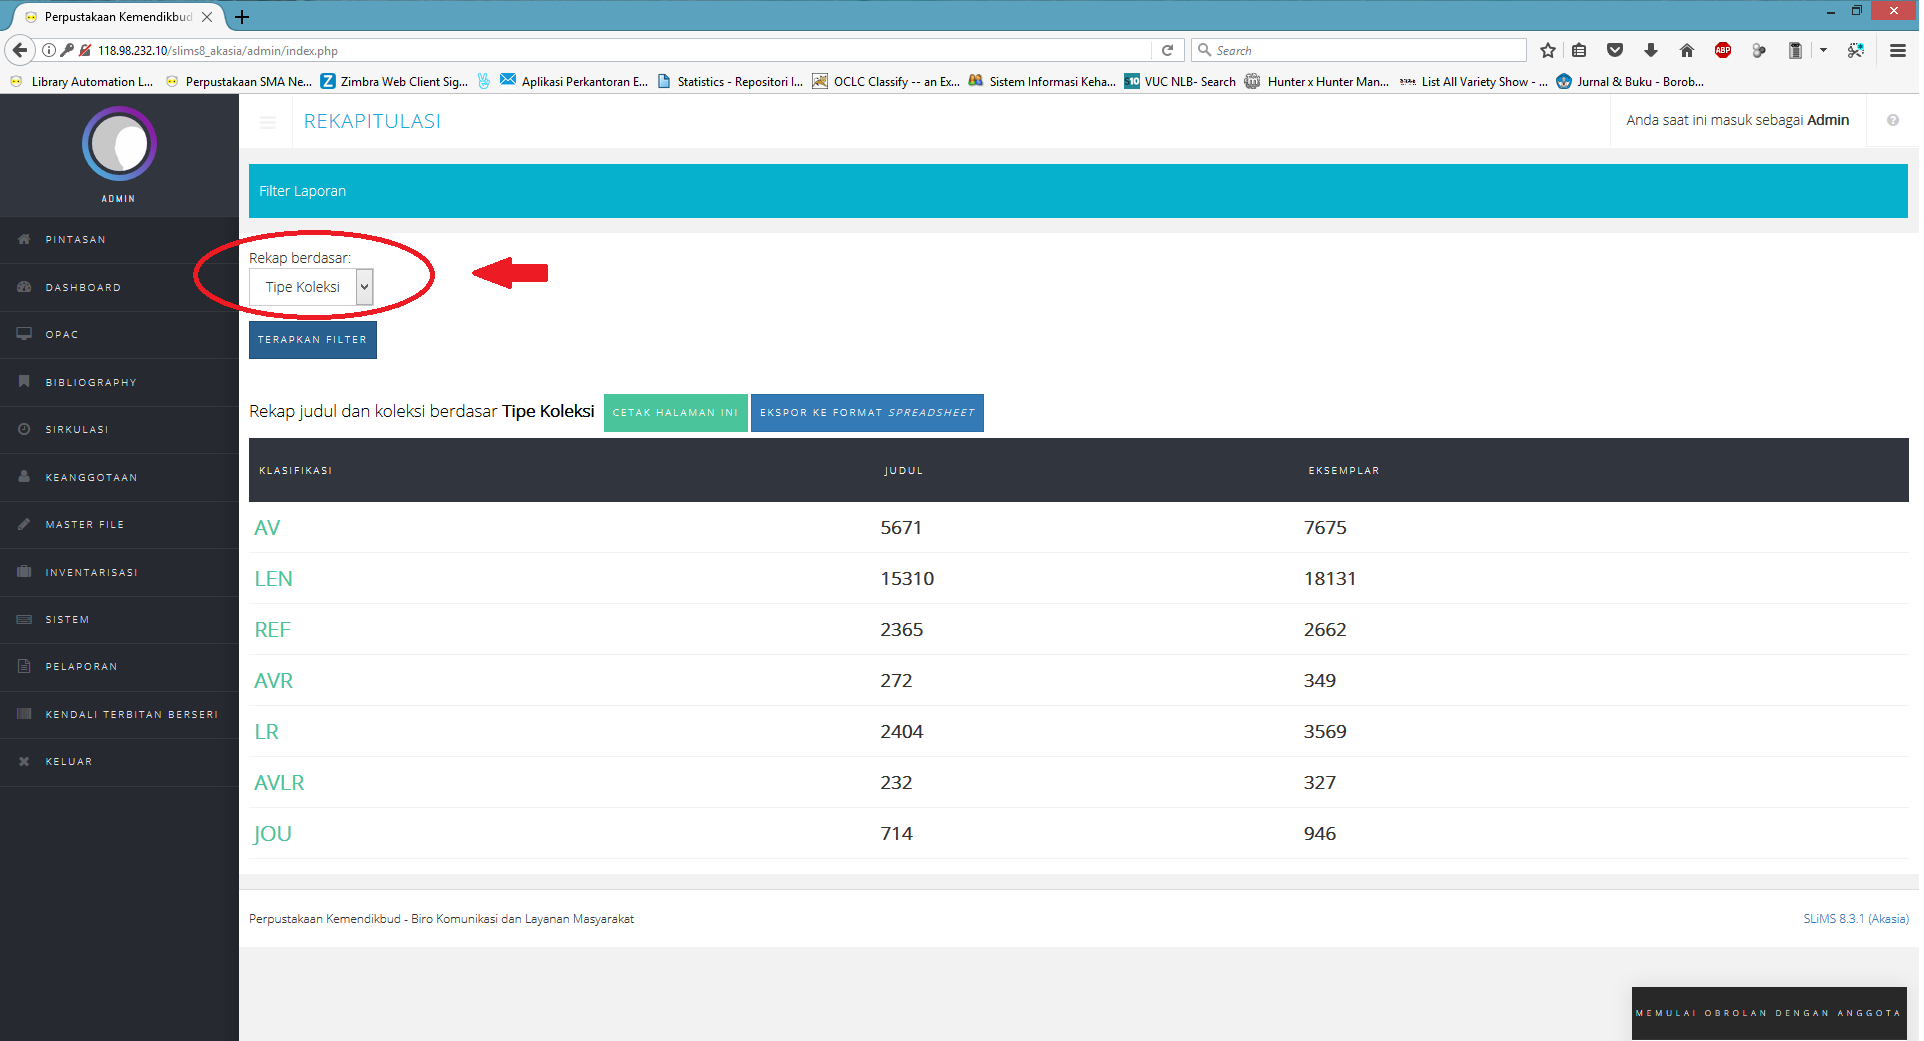 Perpustakaan Kemendikbud
118.98.232.10/slims8_akasia/admin/index.php
Search
ABP
Library Automation L...
Perpustakaan SMA Ne...
Zimbra Web Client Sig...
Aplikasi Perkantoran E...
Statistics - Repositori I...
OCLC Classify -- an Ex...
Sistem Informasi Keha...
VUC NLB- Search
Hunter x Hunter Man...
List All Variety Show - ...
Jurnal & Buku - Borob...
ADMIN
PINTASAN
DASHBOARD
OPAC
BIBLIOGRAPHY
SIRKULASI
KEANGGOTAAN
MASTER FILE
INVENTARISASI
SISTEM
PELAPORAN
KENDALI TERBITAN BERSERI
KELUAR
REKAPITULASI
Anda saat ini masuk sebagai Admin
Filter Laporan
Rekap berdasar:
Tipe Koleksi
TERAPKAN FILTER
Rekap judul dan koleksi berdasar Tipe Koleksi CETAK HALAMAN INI EKSPOR KE FORMAT SPREADSHEET
KLASIFIKASI JUDUL EKSEMPLAR
AV 5671 7675
LEN 15310 18131
REF 2365 2662
AVR 272 349
LR 2404 3569
AVLR 232 327
JOU 714 946
Perpustakaan Kemendikbud - Biro Komunikasi dan Layanan Masyarakat
SLiMS 8.3.1 (Akasia)
MEMULAI OBROLAN DENGAN ANGGOTA